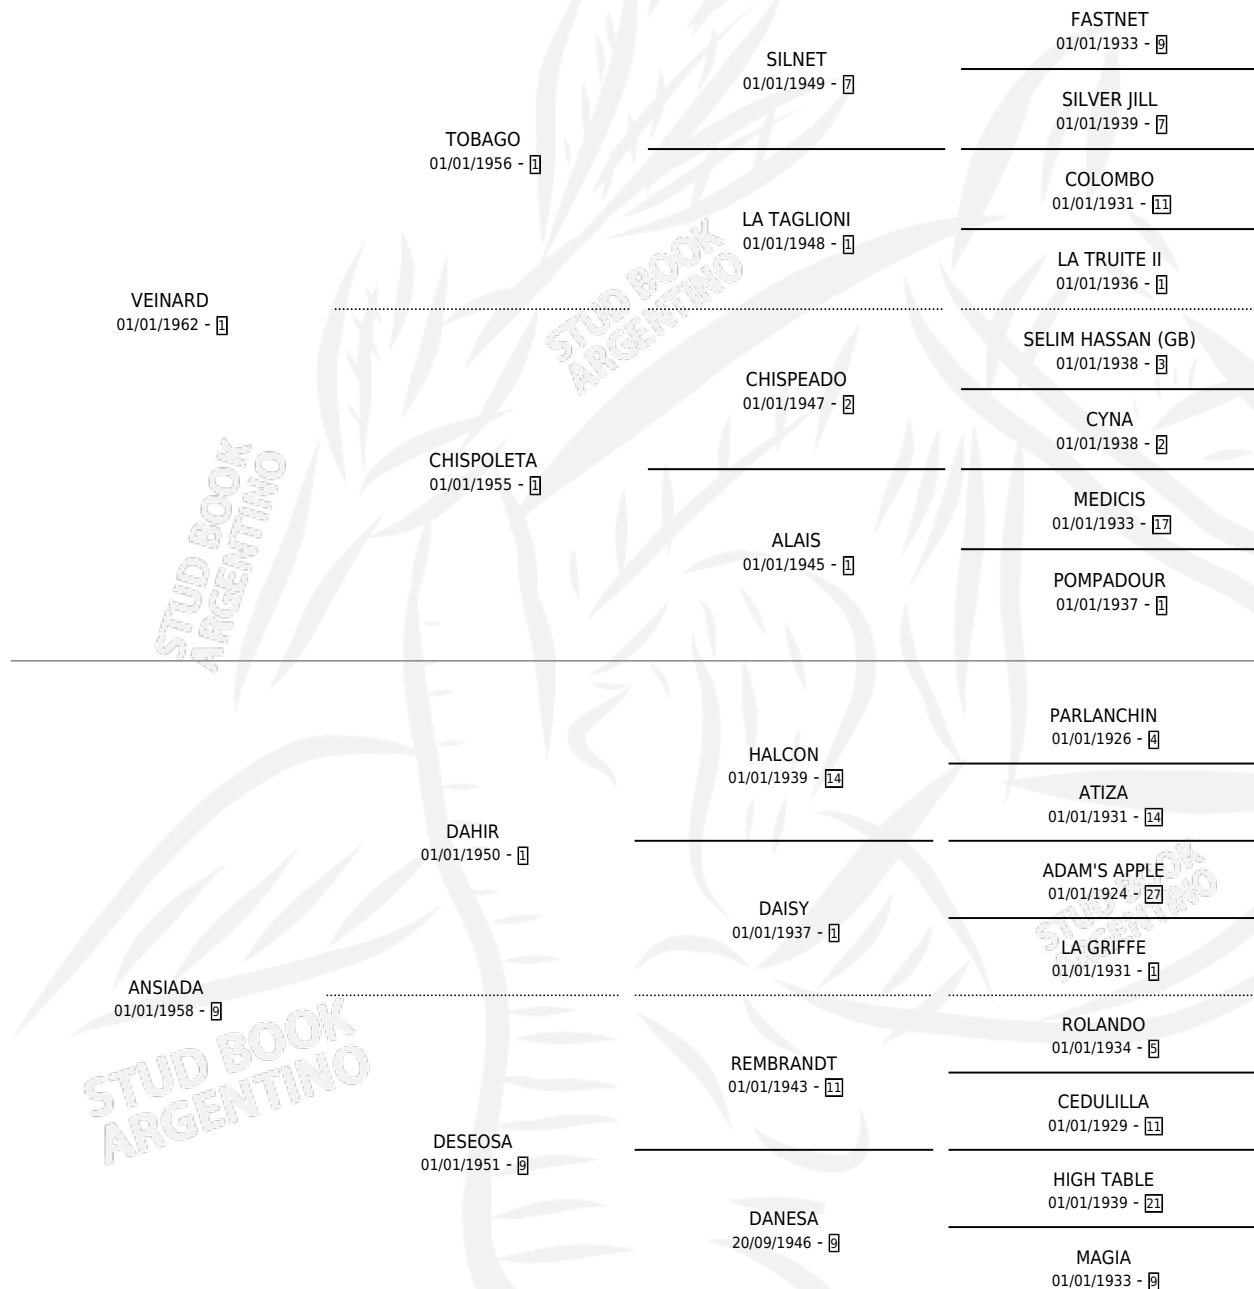 FASTNET
01/01/1933 - 9
SILNET
01/01/1949 - 7
SILVER JILL
01/01/1939 - 7
TOBAGO
01/01/1956 - 1
COLOMBO
01/01/1931 - 11
LA TAGLIONI
01/01/1948 - 1
LA TRUITE II
01/01/1936 - 1
VEINARD
01/01/1962 - 1
STUD BOOK
ARGENTINO
SELIM HASSAN (GB)
01/01/1938 - 3
CHISPEADO
01/01/1947 - 2
CYNA
01/01/1938 - 2
CHISPOLETA
01/01/1955 - 1
MEDICIS
01/01/1933 - 17
ALAIS
01/01/1945 - 1
POMPADOUR
01/01/1937 - 1
STUD BOOK
ARGENTINO
PARLANCHIN
01/01/1926 - 4
HALCON
01/01/1939 - 14
ATIZA
01/01/1931 - 14
DAHIR
01/01/1950 - 1
ADAM'S APPLE
01/01/1924 - 27
DAISY
01/01/1937 - 1
LA GRIFFE
01/01/1931 - 1
STUD BOOK
ARGENTINO
ANSIADA
01/01/1958 - 9
ROLANDO
01/01/1934 - 5
REMBRANDT
01/01/1943 - 11
CEDULILLA
01/01/1929 - 11
STUD BOOK
ARGENTINO
DESEOSA
01/01/1951 - 9
HIGH TABLE
01/01/1939 - 21
DANESA
20/09/1946 - 9
MAGIA
01/01/1933 - 9